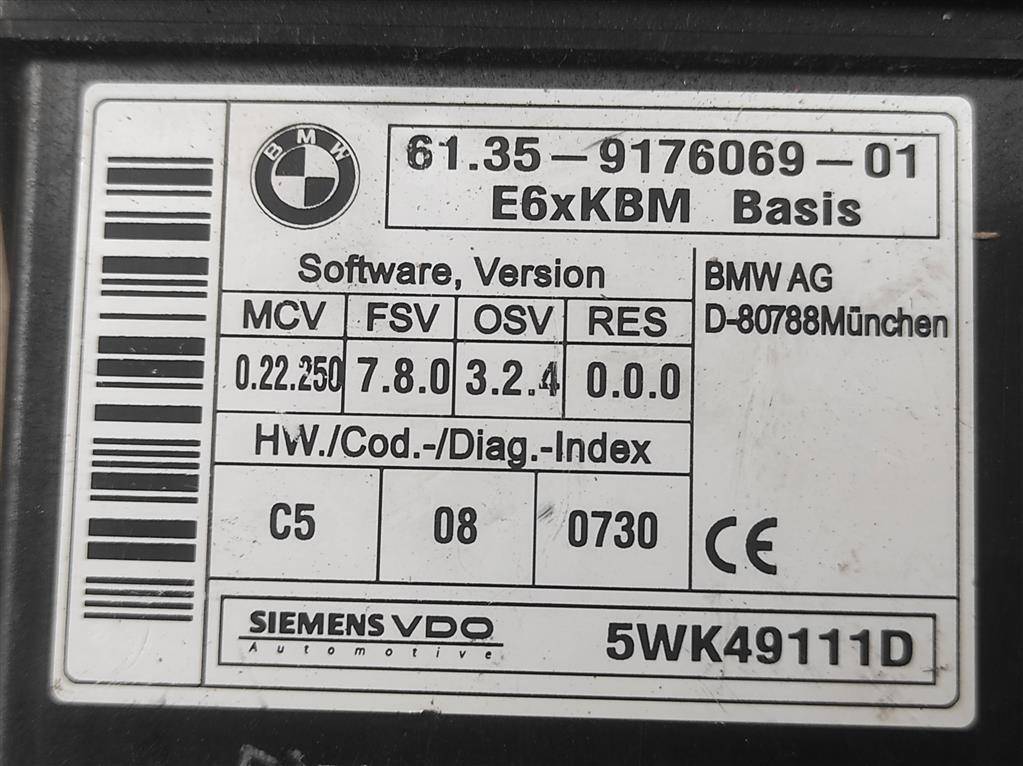 BMW
61.35-9176069-01
E6xKBM Basis
Software, Version
MCV FSV OSV RES
0.22.250 7.8.0 3.2.4 0.0.0
HW./Cod.-/Diag.-Index
C5 08 0730
BMW AG
D-80788München
CE
SIEMENS VDO
Automotive
5WK49111D